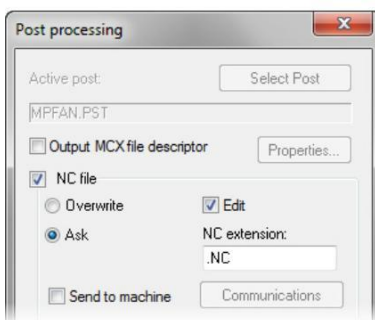 Post processing
Active post:
Select Post
MPFAN.PST
Output MCX file descriptor
Properties...
NC file
Overwrite
Edit
Ask
NC extension:
.NC
Send to machine
Communications